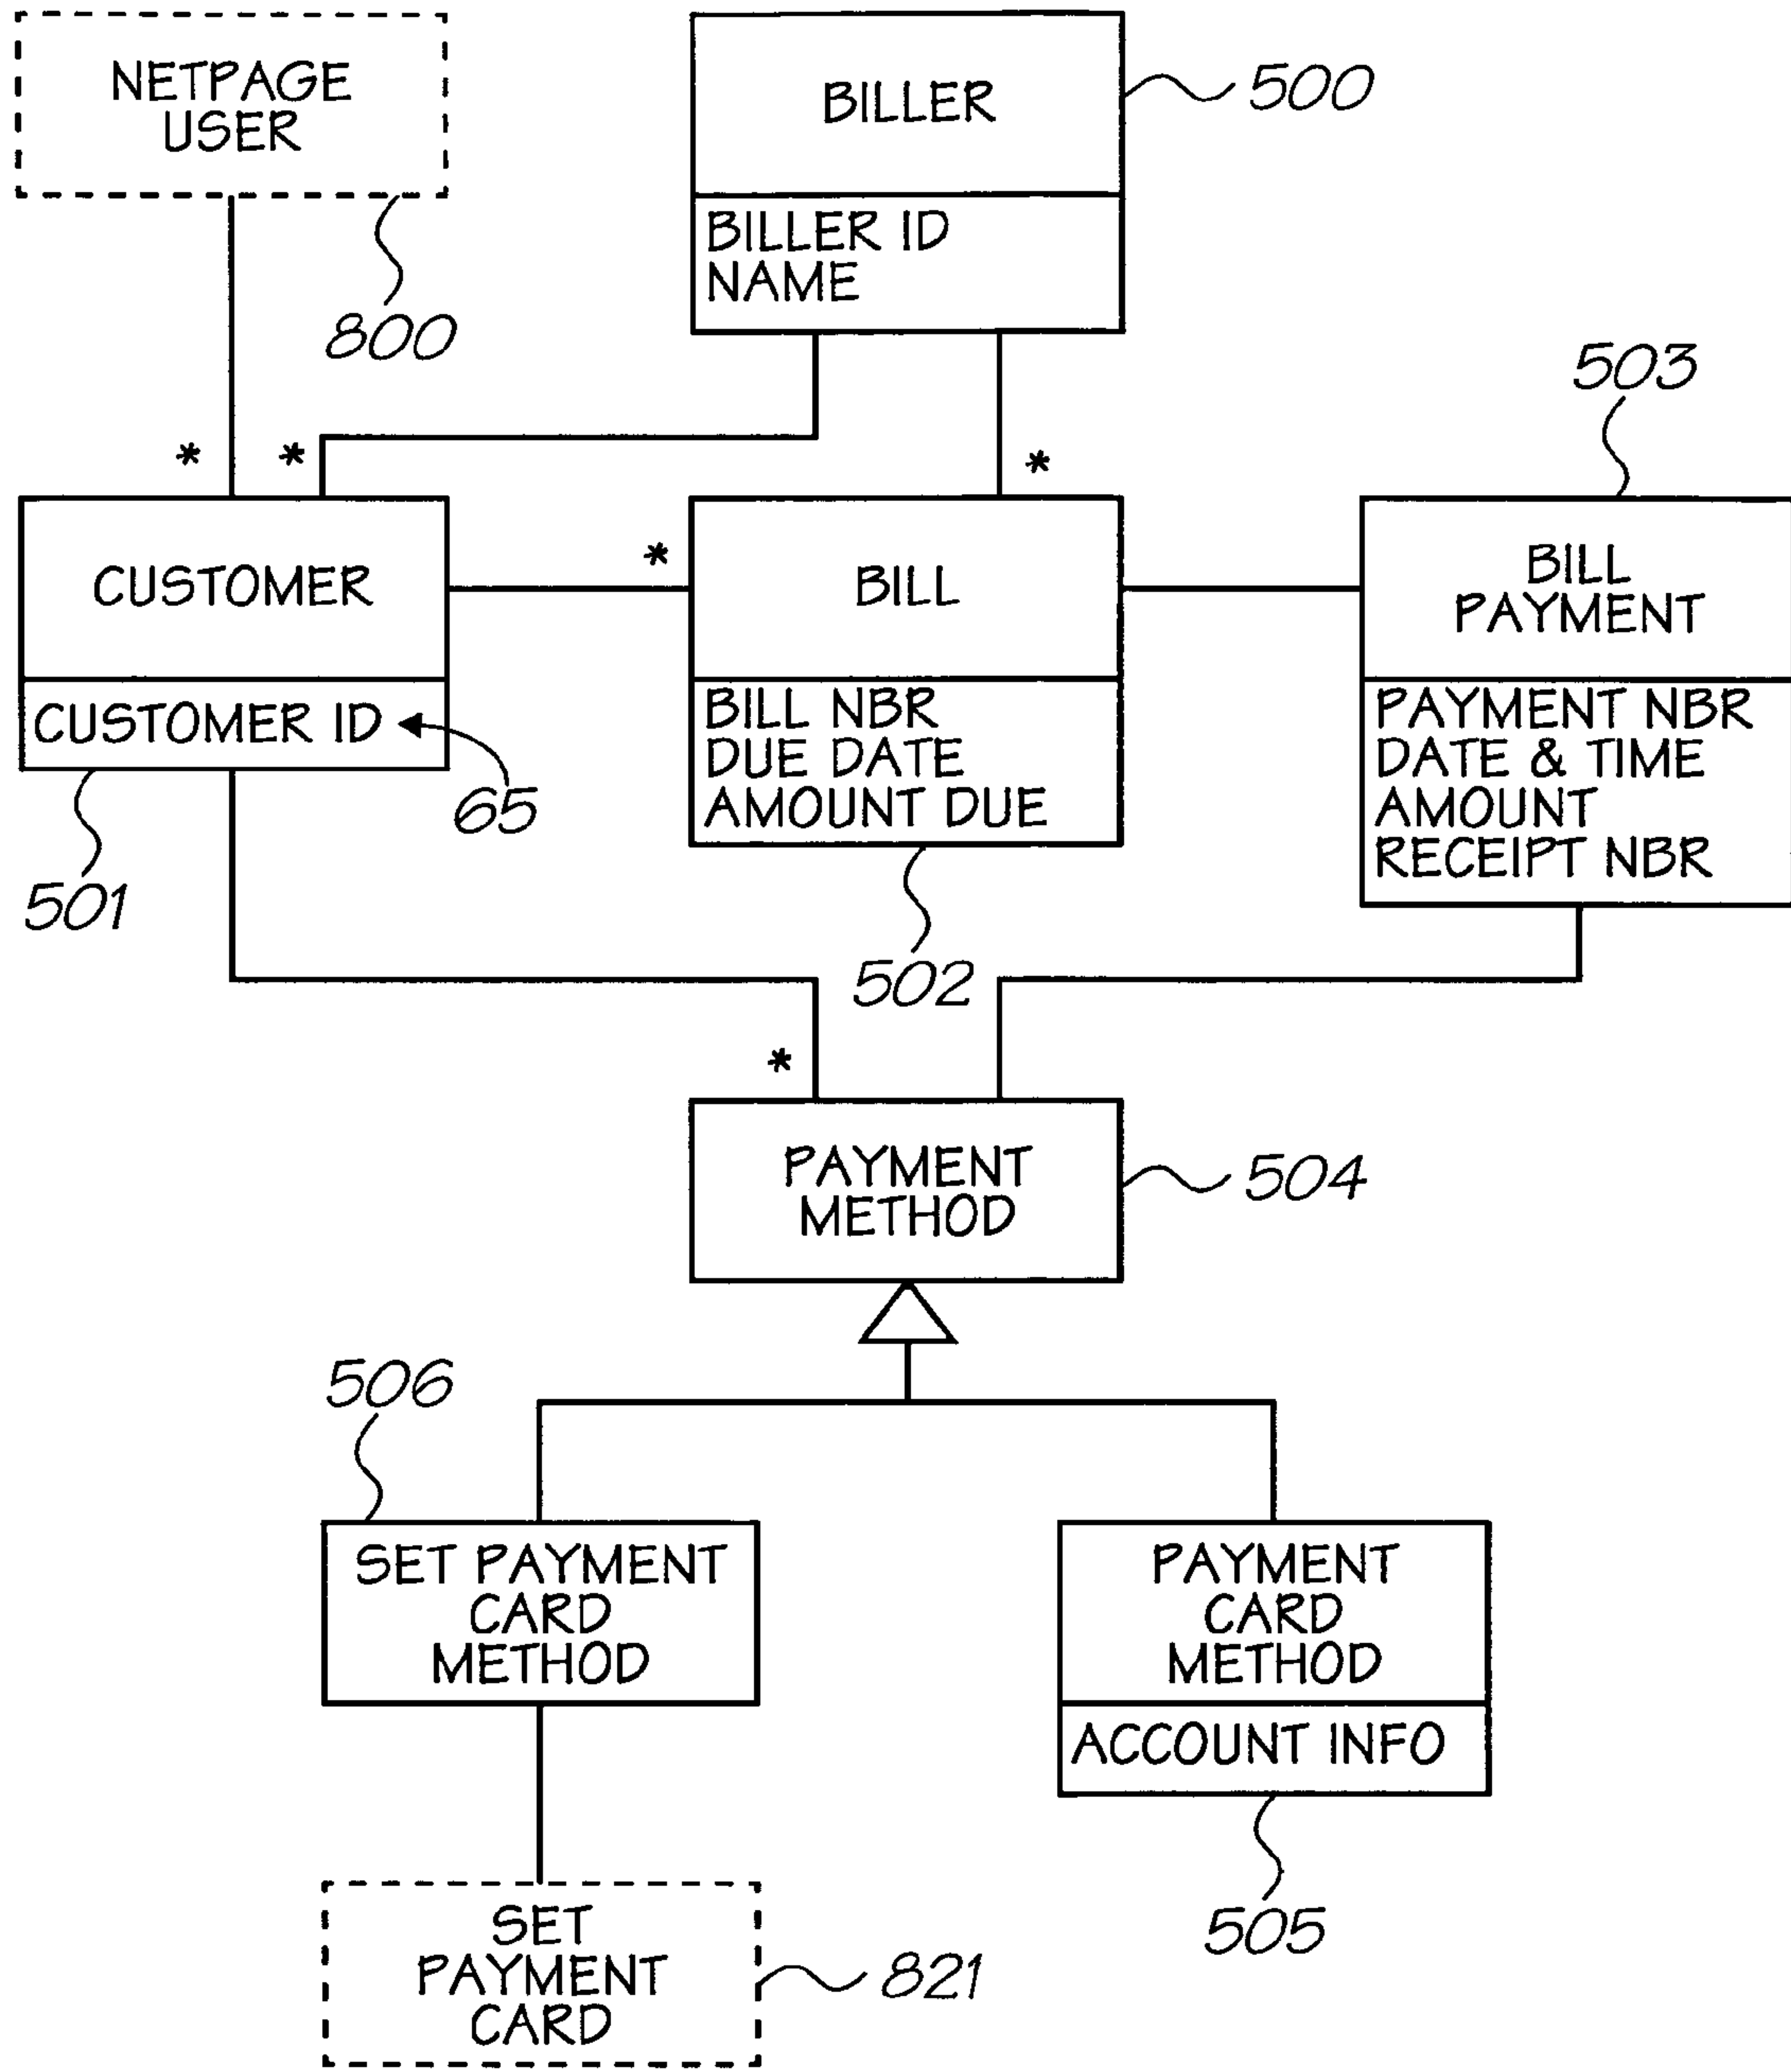 NETPAGE
USER
800
BILLER
500
BILLER ID
NAME
503
*
*
*
CUSTOMER
CUSTOMER ID
65
501
*
BILL
BILL NBR
DUE DATE
AMOUNT DUE
502
BILL
PAYMENT
PAYMENT NBR
DATE & TIME
AMOUNT
RECEIPT NBR
*
PAYMENT
METHOD
504
506
SET PAYMENT
CARD
METHOD
PAYMENT
CARD
METHOD
ACCOUNT INFO
505
SET
PAYMENT
CARD
821